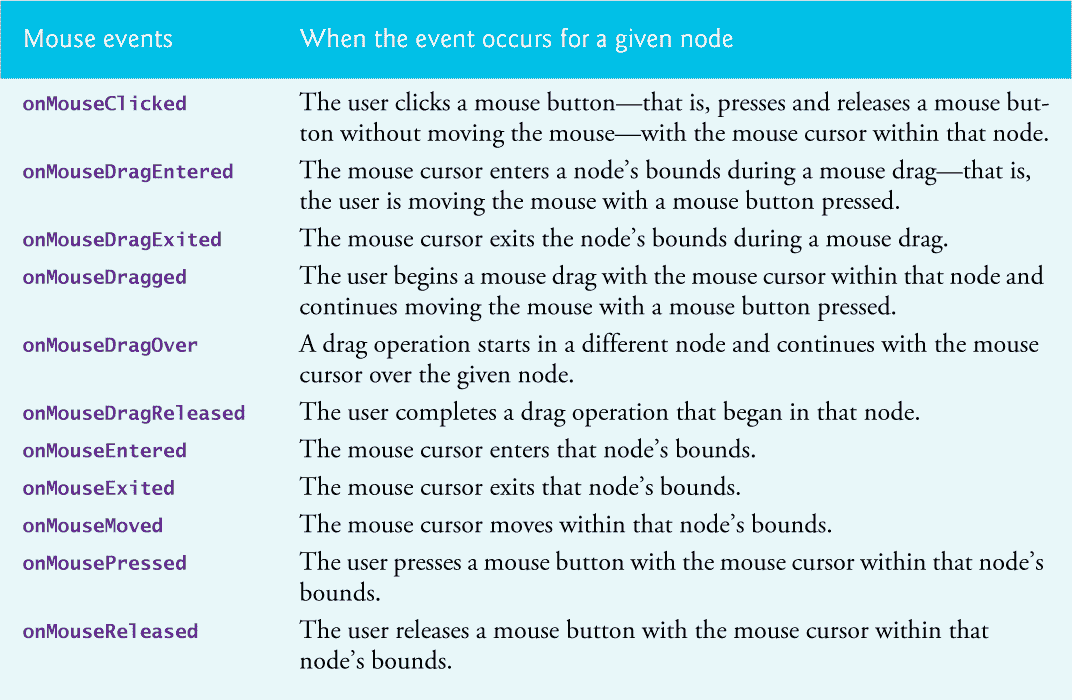 Mouse events When the event occurs for a given node
onMouseClicked The user clicks a mouse button—that is, presses and releases a mouse but-
ton without moving the mouse—with the mouse cursor within that node.
onMouseDragEntered The mouse cursor enters a node’s bounds during a mouse drag—that is,
the user is moving the mouse with a mouse button pressed.
onMouseDragExited The mouse cursor exits the node’s bounds during a mouse drag.
onMouseDragged The user begins a mouse drag with the mouse cursor within that node and
continues moving the mouse with a mouse button pressed.
onMouseDragOver A drag operation starts in a different node and continues with the mouse
cursor over the given node.
onMouseDragReleased The user completes a drag operation that began in that node.
onMouseEntered The mouse cursor enters that node’s bounds.
onMouseExited The mouse cursor exits that node’s bounds.
onMouseMoved The mouse cursor moves within that node’s bounds.
onMousePressed The user presses a mouse button with the mouse cursor within that node’s
bounds.
onMouseReleased The user releases a mouse button with the mouse cursor within that
node’s bounds.